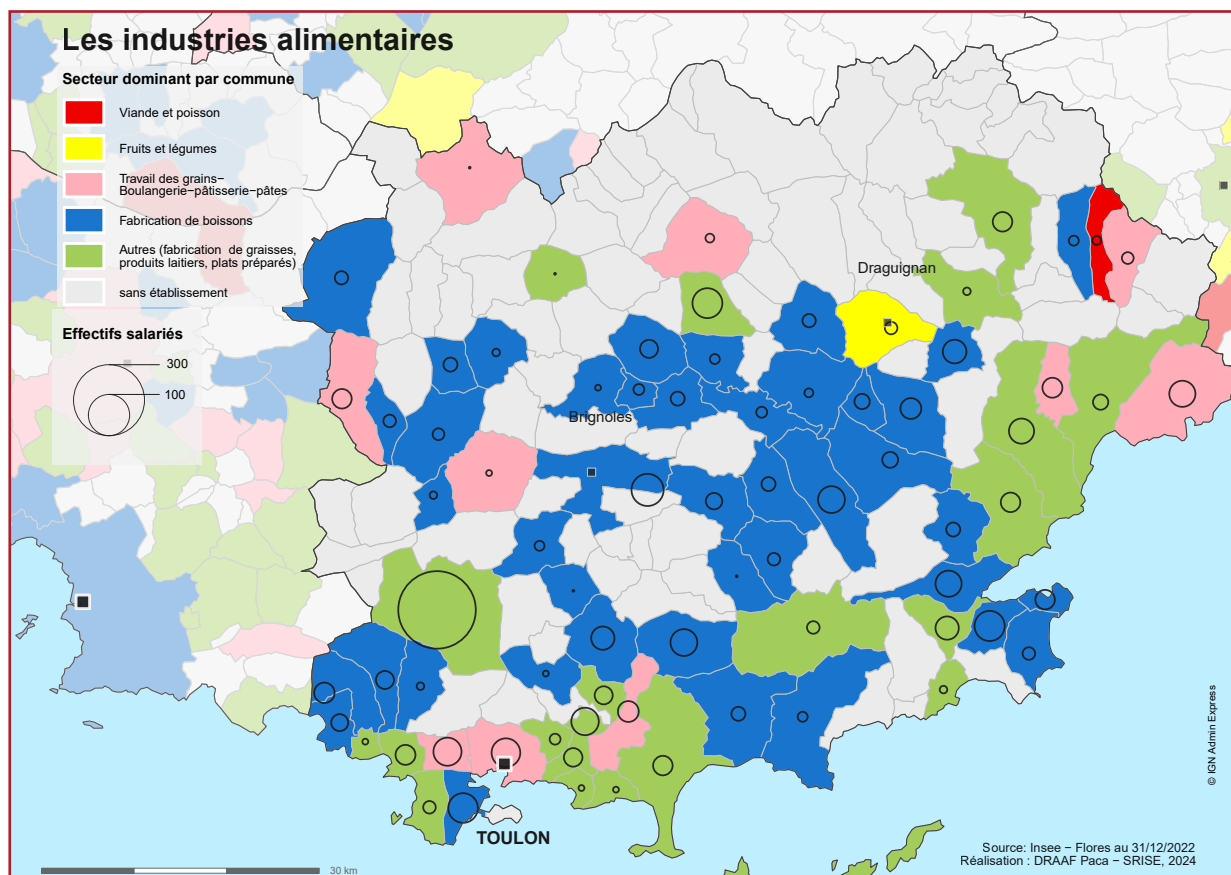 Les industries alimentaires
Secteur dominant par commune
Viande et poisson
Fruits et légumes
Travail des grains−
Boulangerie−pâtisserie−pâtes
Fabrication de boissons
Autres (fabrication de graisses,
produits laitiers, plats préparés)
sans établissement
Effectifs salariés
300
100
Draguignan
Brignoles
TOULON
30 km
© IGN Admin Express
Source: Insee − Flores au 31/12/2022
Réalisation : DRAAF Paca − SRISE, 2024